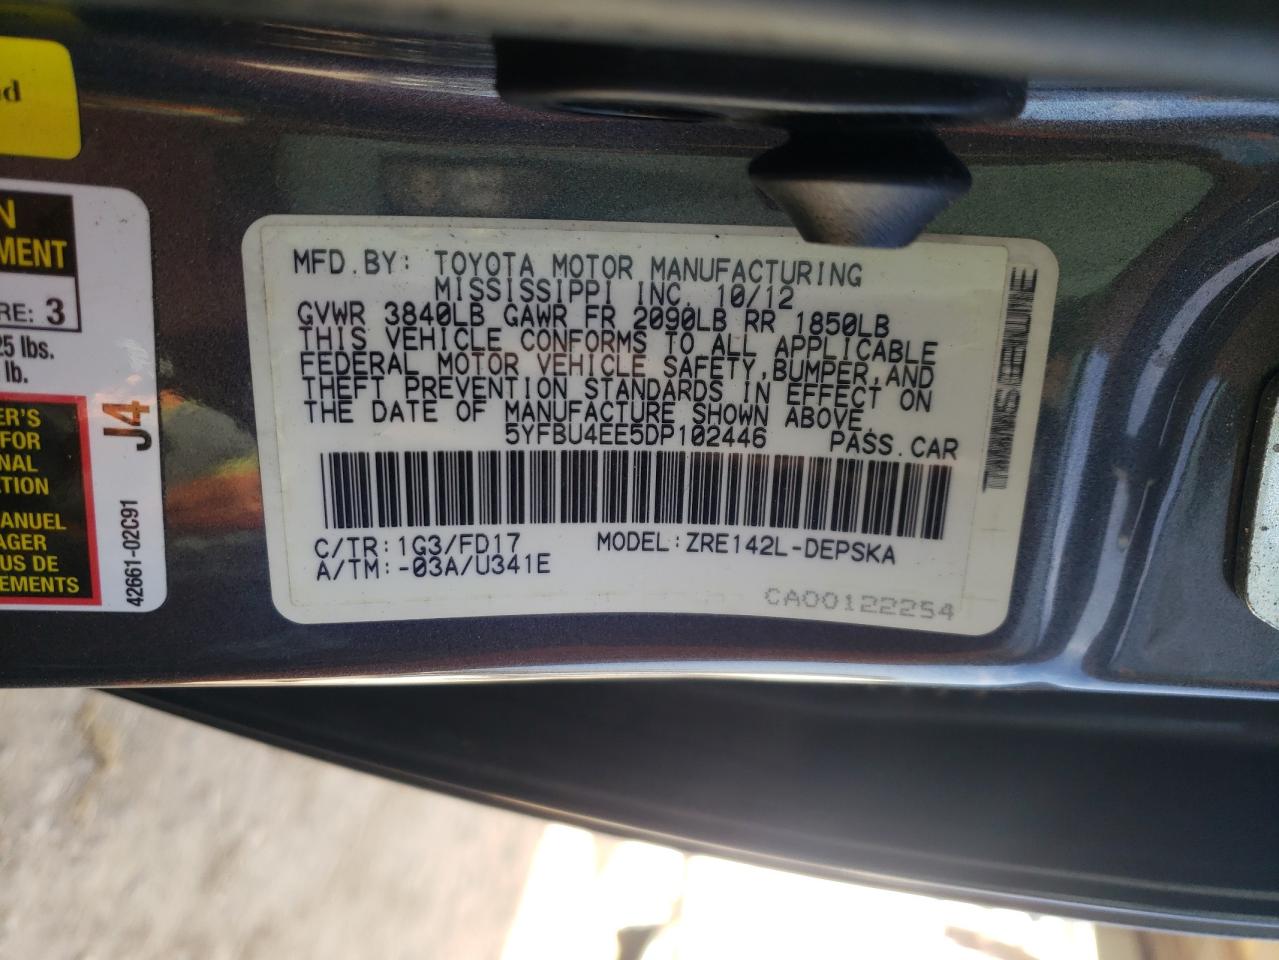 nd
N
MENT
RE: 3
25 lbs.
lb.
ER'S
FOR
NAL
TION
MANUEL
AGER
US DE
EMENTS
J4
42661-02C91
MFD.BY: TOYOTA MOTOR MANUFACTURING
MISSISSIPPI INC. 10/12
GVWR 3840LB GAWR FR 2090LB RR 1850LB
THIS VEHICLE CONFORMS TO ALL APPLICABLE
FEDERAL MOTOR VEHICLE SAFETY,BUMPER,AND
THEFT PREVENTION STANDARDS IN EFFECT ON
THE DATE OF MANUFACTURE SHOWN ABOVE.
5YFBU4EE5DP102446 PASS.CAR
C/TR:1G3/FD17 MODEL:ZRE142L-DEPSKA
A/TM:-03A/U341E
CA00122254